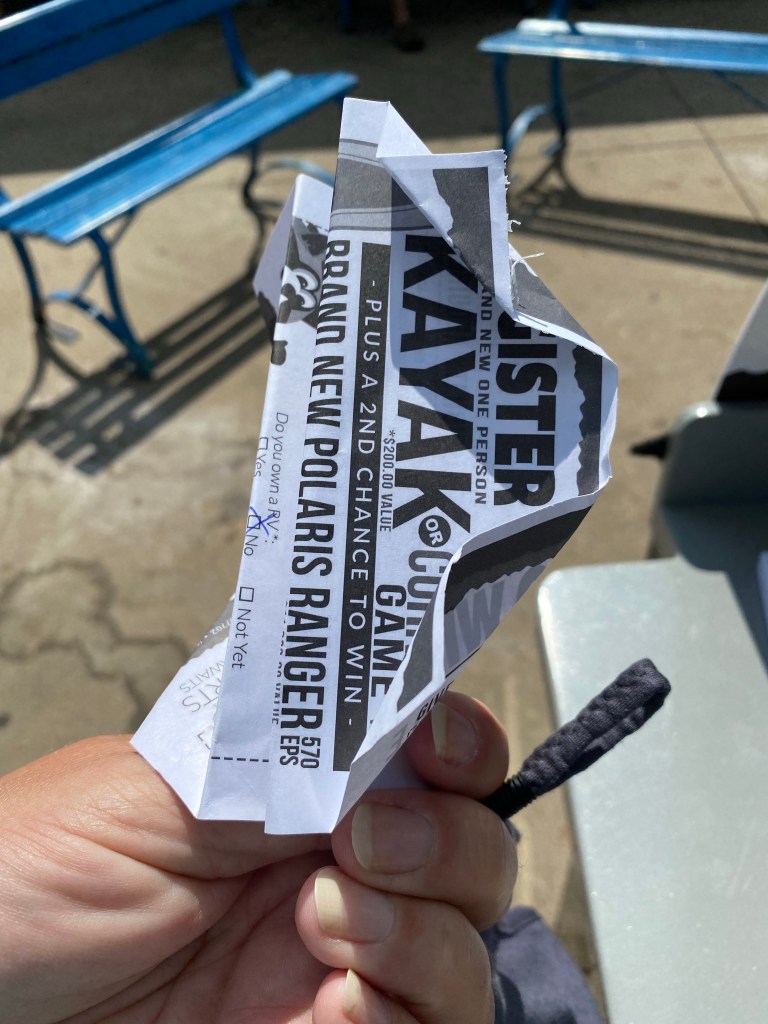 GISTER
AND NEW ONE PERSON
KAYAK OR
*$200.00 VALUE
GAME
- PLUS A 2ND CHANCE TO WIN -
BRAND NEW POLARIS RANGER 570 EPS
VALUE
Do you own a RV*:
Yes
No
Not Yet